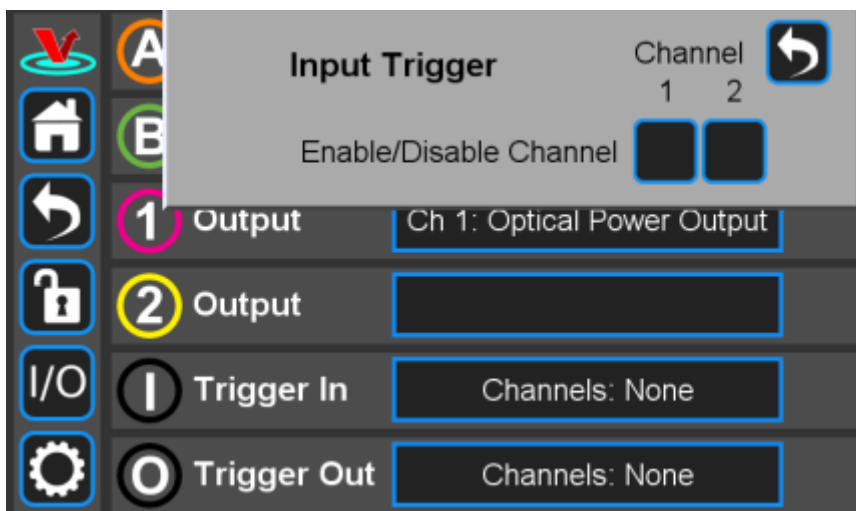 Input Trigger
Channel
1 2
Enable/Disable Channel
A
B
1 Output Ch 1: Optical Power Output
2 Output
I/O
I Trigger In Channels: None
O Trigger Out Channels: None